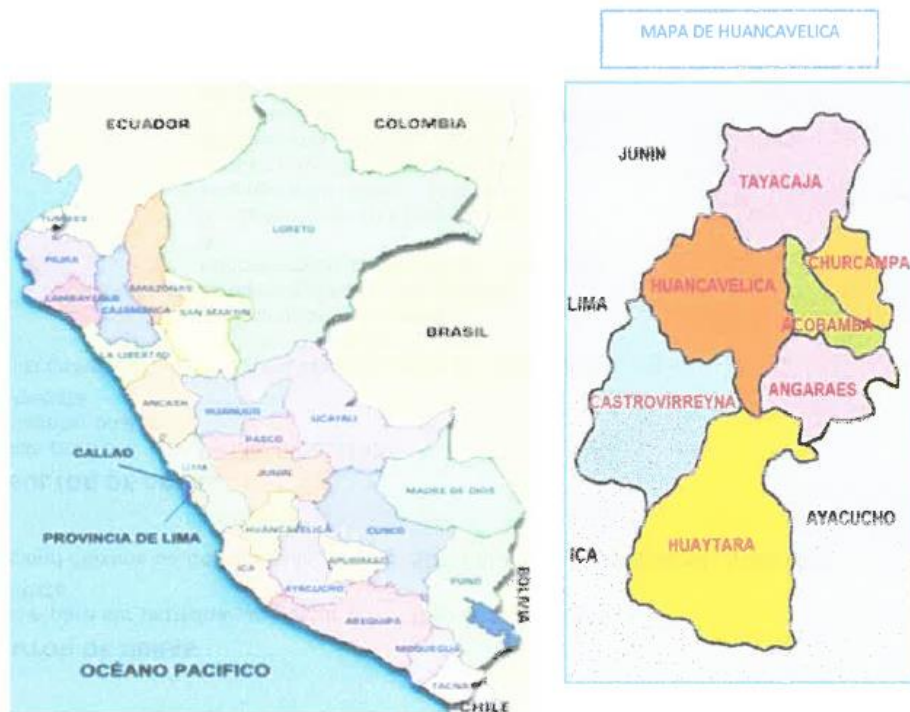 MAPA DE HUANCAVELICA
ECUADOR
COLOMBIA
TUMBES
PIURA
LORETO
AMAZONAS
LAMBAYEQUE
CAJAMARCA
SAN MARTIN
LA LIBERTAD
BRASIL
ANCASH
HUANUCO
UCAYALI
PASCO
CALLAO
LIMA
JUNIN
MADRE DE DIOS
PROVINCIA DE LIMA
HUANCAVELICA
CUSCO
ICA
APURIMAC
AYACUCHO
PUNO
BOLIVIA
AREQUIPA
MOQUEGUA
OCÉANO PACIFICO
TACNA
CHILE
JUNIN
TAYACAJA
CHURCAMPA
HUANCAVELICA
LIMA
ACOBAMBA
CASTROVIRREYNA
ANGARAES
AYACUCHO
HUAYTARA
ICA